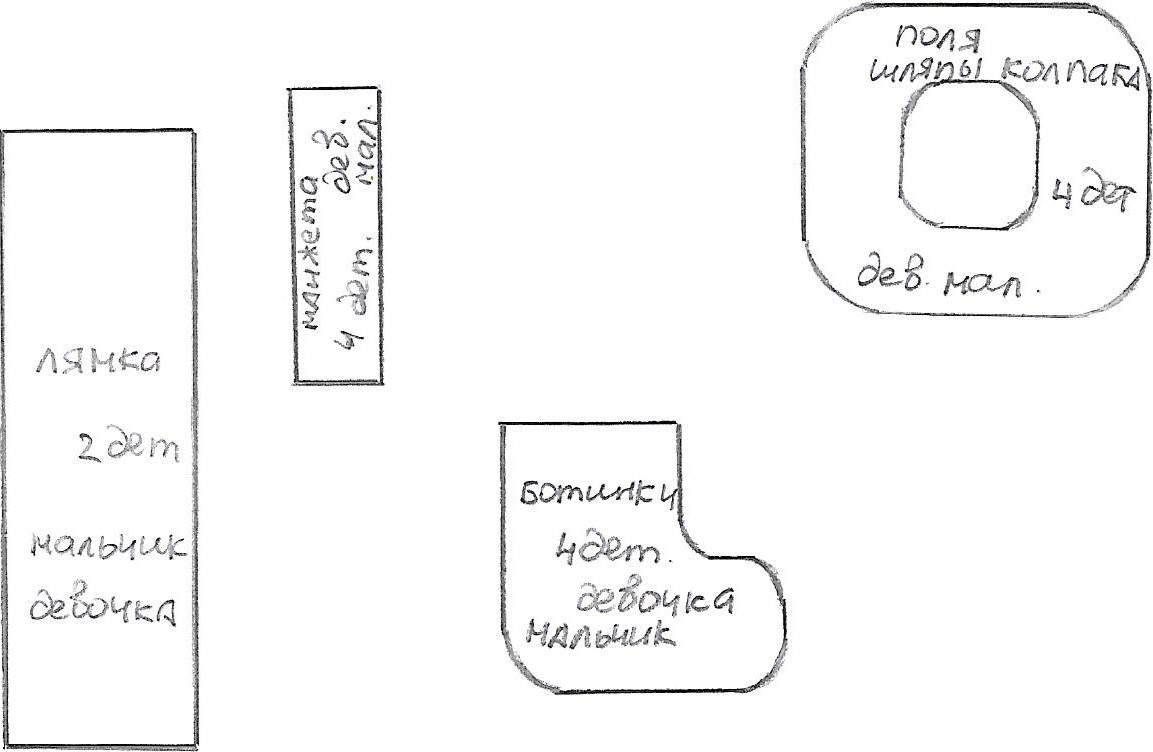 лямка
2 дет
мальчик
девочка
манжета дев.
4 дет. мал.
ботинки
4 дет.
девочка
мальчик
поля
шляпы колпака
4 дет
дев. мал.